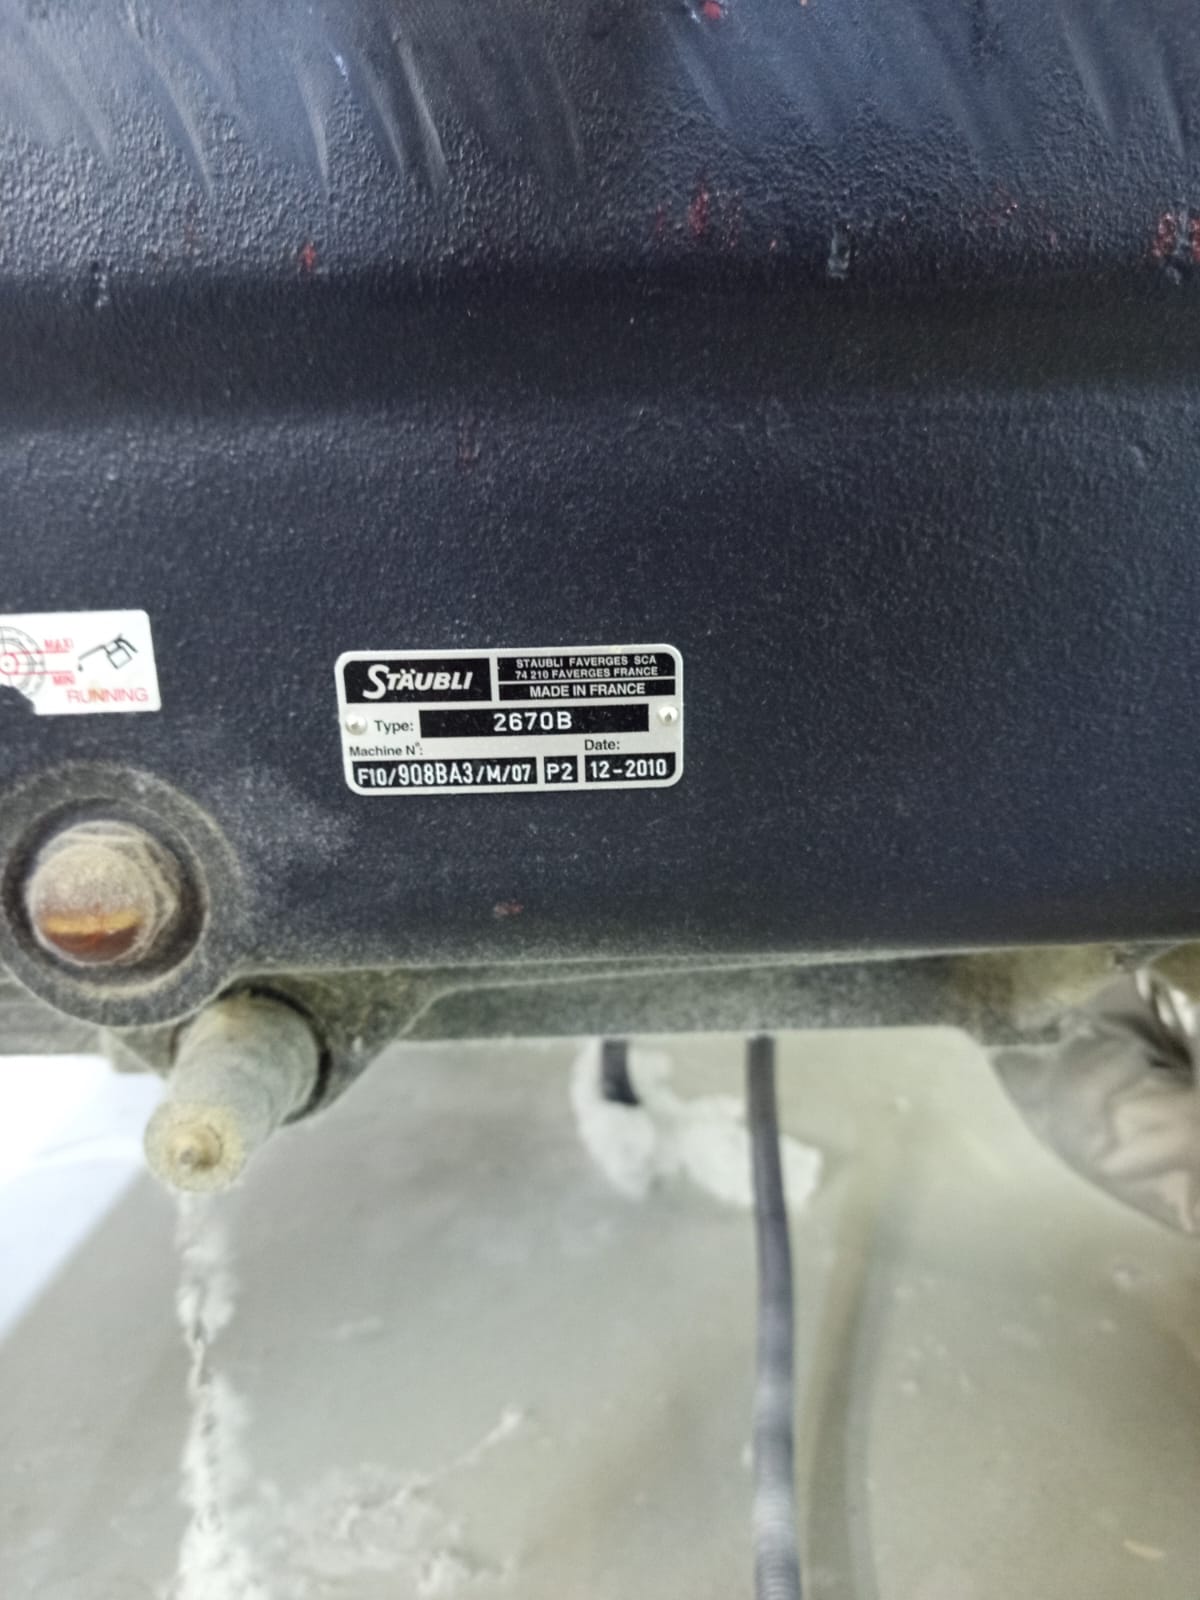 MAXI
MINI
RUNNING
STÄUBLI
STAUBLI FAVERGES SCA
74 210 FAVERGES FRANCE
MADE IN FRANCE
Type: 2670B
Machine N°: Date:
F10/908BA3/M/07 P2 12-2010